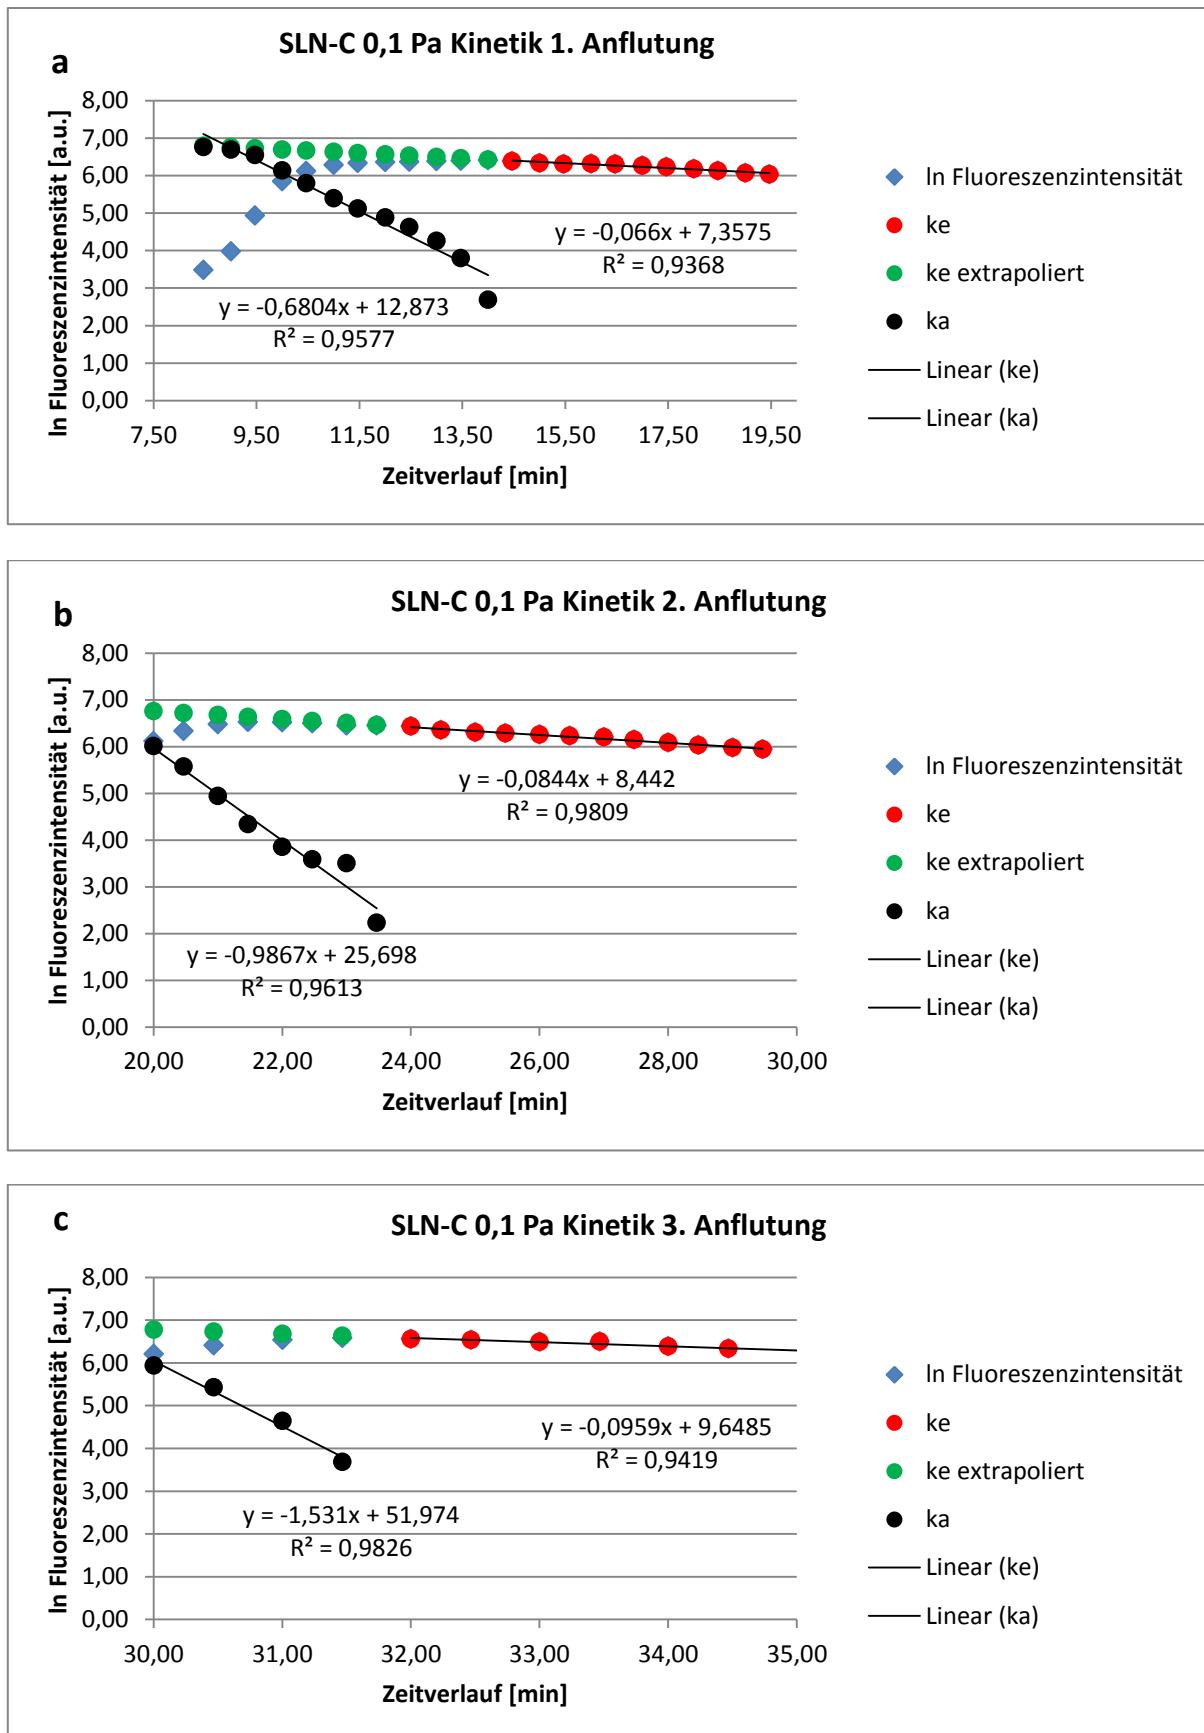 SLN-C 0,1 Pa Kinetik 1. Anflutung
a
8,00
7,00
6,00
5,00
4,00
3,00
2,00
1,00
0,00
ln Fluoreszenzintensität [a.u.]
y = -0,066x + 7,3575
R² = 0,9368
y = -0,6804x + 12,873
R² = 0,9577
7,50 9,50 11,50 13,50 15,50 17,50 19,50
Zeitverlauf [min]
ln Fluoreszenzintensität
ke
ke extrapoliert
ka
Linear (ke)
Linear (ka)
SLN-C 0,1 Pa Kinetik 2. Anflutung
b
8,00
7,00
6,00
5,00
4,00
3,00
2,00
1,00
0,00
ln Fluoreszenzintensität [a.u.]
y = -0,0844x + 8,442
R² = 0,9809
y = -0,9867x + 25,698
R² = 0,9613
20,00 22,00 24,00 26,00 28,00 30,00
Zeitverlauf [min]
ln Fluoreszenzintensität
ke
ke extrapoliert
ka
Linear (ke)
Linear (ka)
SLN-C 0,1 Pa Kinetik 3. Anflutung
c
8,00
7,00
6,00
5,00
4,00
3,00
2,00
1,00
0,00
ln Fluoreszenzintensität [a.u.]
y = -0,0959x + 9,6485
R² = 0,9419
y = -1,531x + 51,974
R² = 0,9826
30,00 31,00 32,00 33,00 34,00 35,00
Zeitverlauf [min]
ln Fluoreszenzintensität
ke
ke extrapoliert
ka
Linear (ke)
Linear (ka)